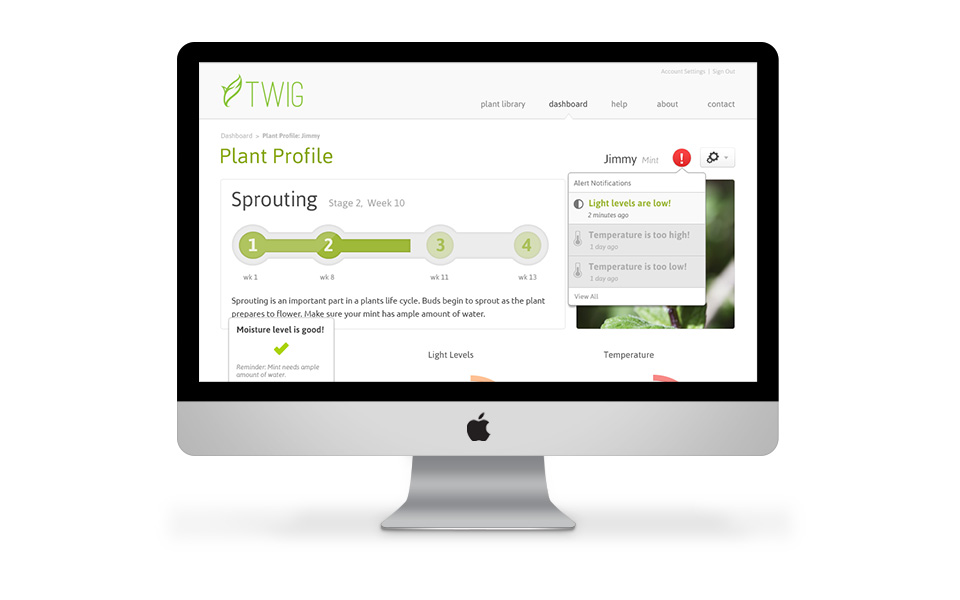 Account Settings | Sign Out
TWIG
plant library dashboard help about contact
Dashboard > Plant Profile: Jimmy
Plant Profile
Jimmy Mint !
Alert Notifications
Light levels are low!
2 minutes ago
Temperature is too high!
1 day ago
Temperature is too low!
1 day ago
View All
Sprouting Stage 2, Week 10
1 2 3 4
wk 1 wk 8 wk 11 wk 13
Sprouting is an important part in a plants life cycle. Buds begin to sprout as the plant
prepares to flower. Make sure your mint has ample amount of water.
Moisture level is good!
Reminder: Mint needs ample
amount of water.
Light Levels
Temperature